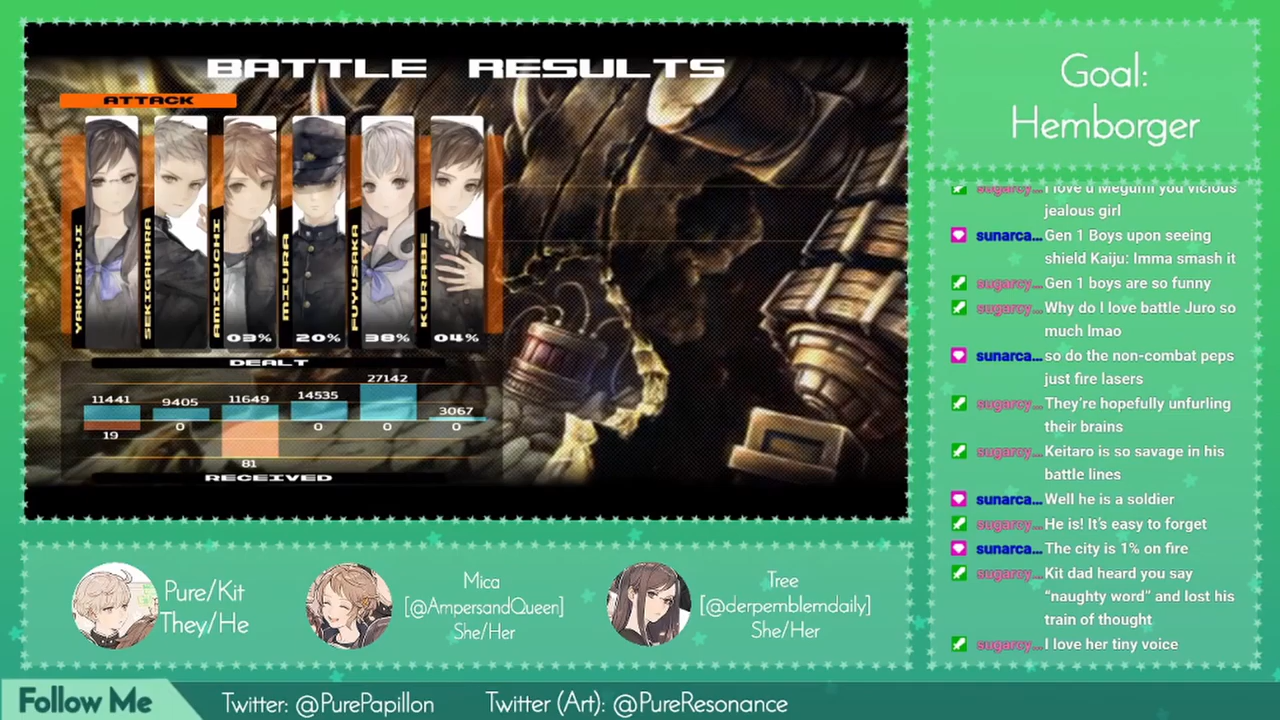 BATTLE RESULTS
ATTACK
YAKUSHIJI
SEKIGAHARA
AMIGUCHI
MIURA
FUYUSAKA
KURABE
03% 20% 38% 04%
DEALT
11441 9405 11649 14535 27142 3067
19 0 81 0 0 0
RECEIVED
Goal:
Hemborger
sugarcy... I love u Megumi you vicious
jealous girl
sunarca... Gen 1 Boys upon seeing
shield Kaiju: Imma smash it
sugarcy... Gen 1 boys are so funny
sugarcy... Why do I love battle Juro so
much lmao
sunarca... so do the non-combat peps
just fire lasers
sugarcy... They’re hopefully unfurling
their brains
sugarcy... Keitaro is so savage in his
battle lines
sunarca... Well he is a soldier
sugarcy... He is! It’s easy to forget
sunarca... The city is 1% on fire
sugarcy... Kit dad heard you say
“naughty word” and lost his
train of thought
sugarcy... I love her tiny voice
Pure/Kit
They/He
Mica
[@AmpersandQueen]
She/Her
Tree
[@derpemblemdaily]
She/Her
Follow Me Twitter: @PurePapillon Twitter (Art): @PureResonance